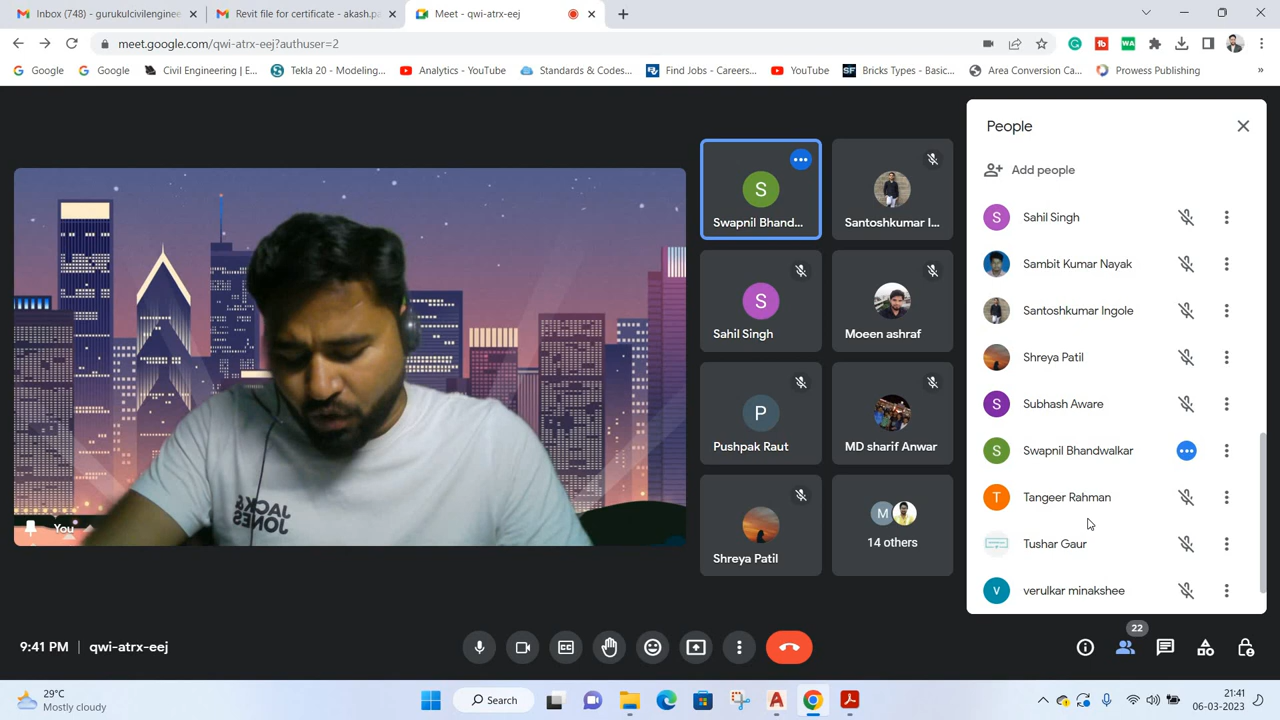 Inbox (748) - gurukulcivilenginee
Revit file for certificate - akash.pa
Meet - qwi-atrx-eej
meet.google.com/qwi-atrx-eej?authuser=2
Google
Google
Civil Engineering | E...
Tekla 20 - Modeling...
Analytics - YouTube
Standards & Codes...
Find Jobs - Careers...
YouTube
Bricks Types - Basic...
Area Conversion Ca...
Prowess Publishing
People
Add people
Sahil Singh
Sambit Kumar Nayak
Santoshkumar Ingole
Shreya Patil
Subhash Aware
Swapnil Bhandwalkar
Tangeer Rahman
Tushar Gaur
verulkar minakshee
S
Swapnil Bhand...
Santoshkumar I...
S
Sahil Singh
Moeen ashraf
P
Pushpak Raut
MD sharif Anwar
Shreya Patil
M
14 others
JACK&
JONES
You
9:41 PM | qwi-atrx-eej
22
29°C
Mostly cloudy
Search
21:41
06-03-2023